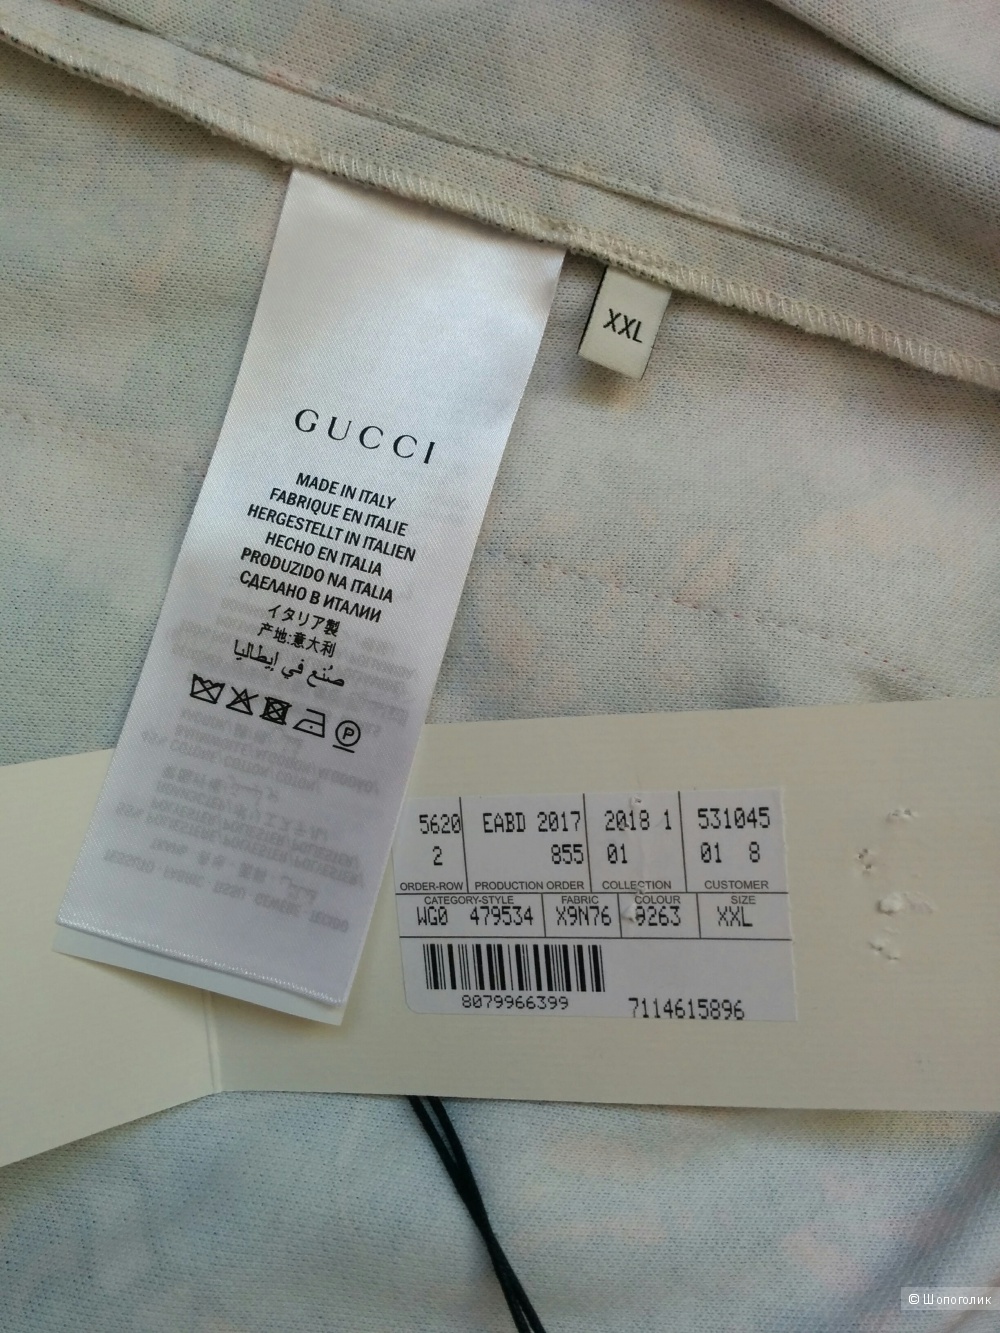 XXL
GUCCI
MADE IN ITALY
FABRIQUE EN ITALIE
HERGESTELLT IN ITALIEN
HECHO EN ITALIA
PRODUZIDO NA ITALIA
СДЕЛАНО В ИТАЛИИ
イタリア製
产地:意大利
صُنع في إيطاليا
P
5620 EABD 2017 2018 1 531045
2 855 01 01 8
ORDER-ROW PRODUCTION ORDER COLLECTION CUSTOMER
CATEGORY-STYLE FABRIC COLOUR SIZE
WG0 479534 X9N76 9263 XXL
8079966399 7114615896
© Шопоголик